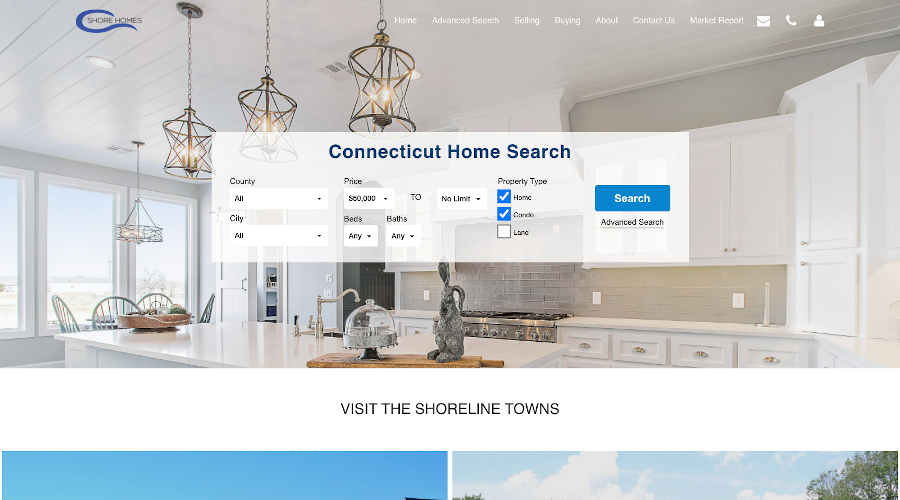 SHORE HOMES
Home Advanced Search Selling Buying About Contact Us Market Report
Connecticut Home Search
County
All
City
All
Price
$50,000 TO No Limit
Beds Baths
Any Any
Property Type
Home
Condo
Land
Search
Advanced Search
VISIT THE SHORELINE TOWNS